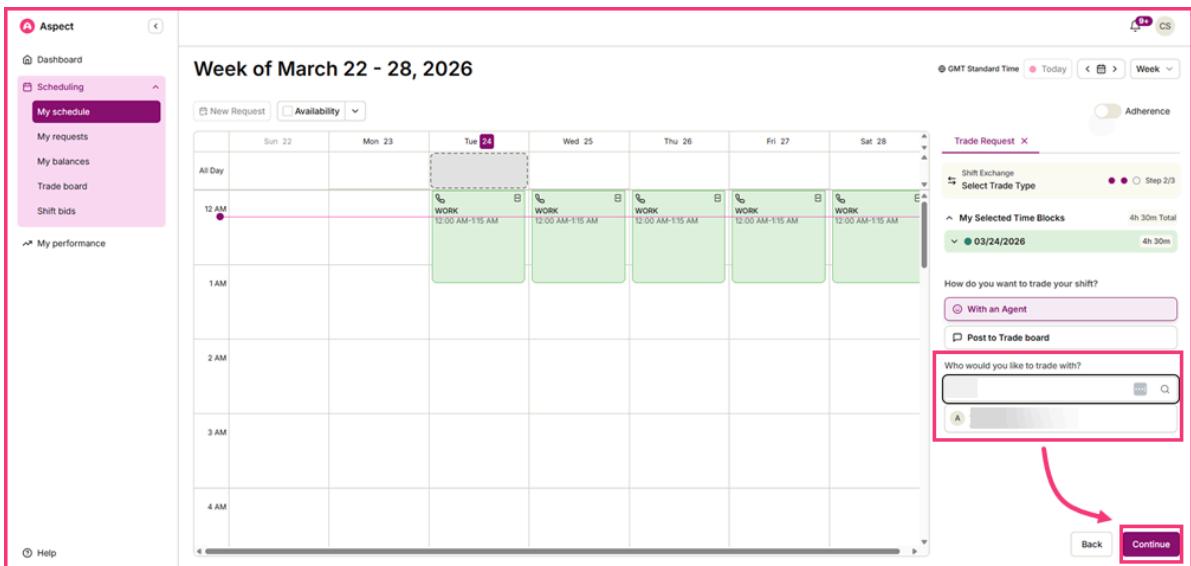 Aspect
9+
CS
Dashboard
Scheduling
My schedule
My requests
My balances
Trade board
Shift bids
My performance
Help
Week of March 22 - 28, 2026
GMT Standard Time
Today
Week
New Request
Availability
Adherence
Sun 22 Mon 23 Tue 24 Wed 25 Thu 26 Fri 27 Sat 28
All Day
12 AM
WORK WORK WORK WORK WORK
12:00 AM-1:15 AM 12:00 AM-1:15 AM 12:00 AM-1:15 AM 12:00 AM-1:15 AM 12:00 AM-1:15 AM
1 AM
2 AM
3 AM
4 AM
Trade Request
Shift Exchange
Select Trade Type
Step 2/3
My Selected Time Blocks 4h 30m Total
03/24/2026 4h 30m
How do you want to trade your shift?
With an Agent
Post to Trade board
Who would you like to trade with?
A
Back Continue